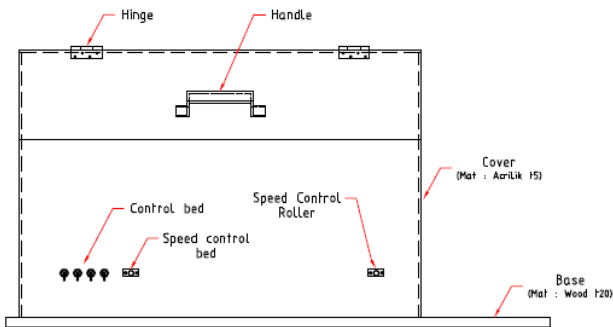 Hinge
Handle
Cover
(Mat : Acrilik t5)
Control bed
Speed Control
Roller
Speed control
bed
Base
(Mat : Wood t20)